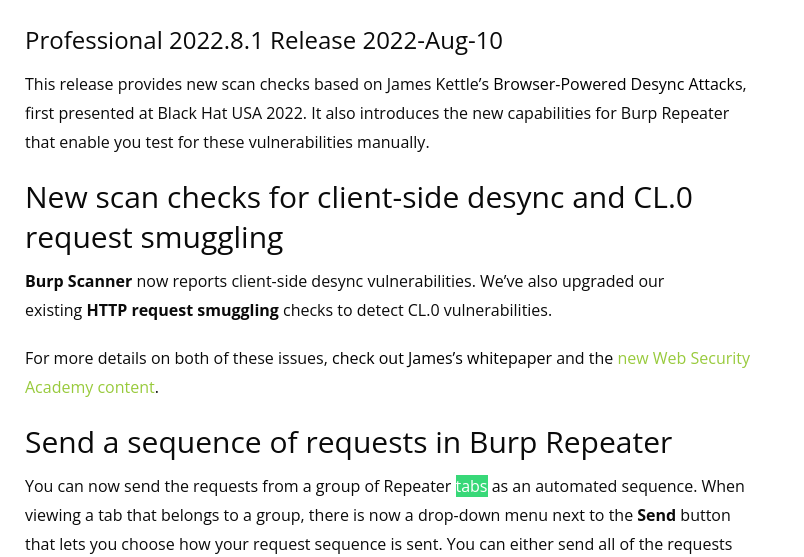 Professional 2022.8.1 Release 2022-Aug-10
This release provides new scan checks based on James Kettle’s Browser-Powered Desync Attacks,
first presented at Black Hat USA 2022. It also introduces the new capabilities for Burp Repeater
that enable you test for these vulnerabilities manually.
New scan checks for client-side desync and CL.0
request smuggling
Burp Scanner now reports client-side desync vulnerabilities. We’ve also upgraded our
existing HTTP request smuggling checks to detect CL.0 vulnerabilities.
For more details on both of these issues, check out James’s whitepaper and the new Web Security
Academy content.
Send a sequence of requests in Burp Repeater
You can now send the requests from a group of Repeater tabs as an automated sequence. When
viewing a tab that belongs to a group, there is now a drop-down menu next to the Send button
that lets you choose how your request sequence is sent. You can either send all of the requests